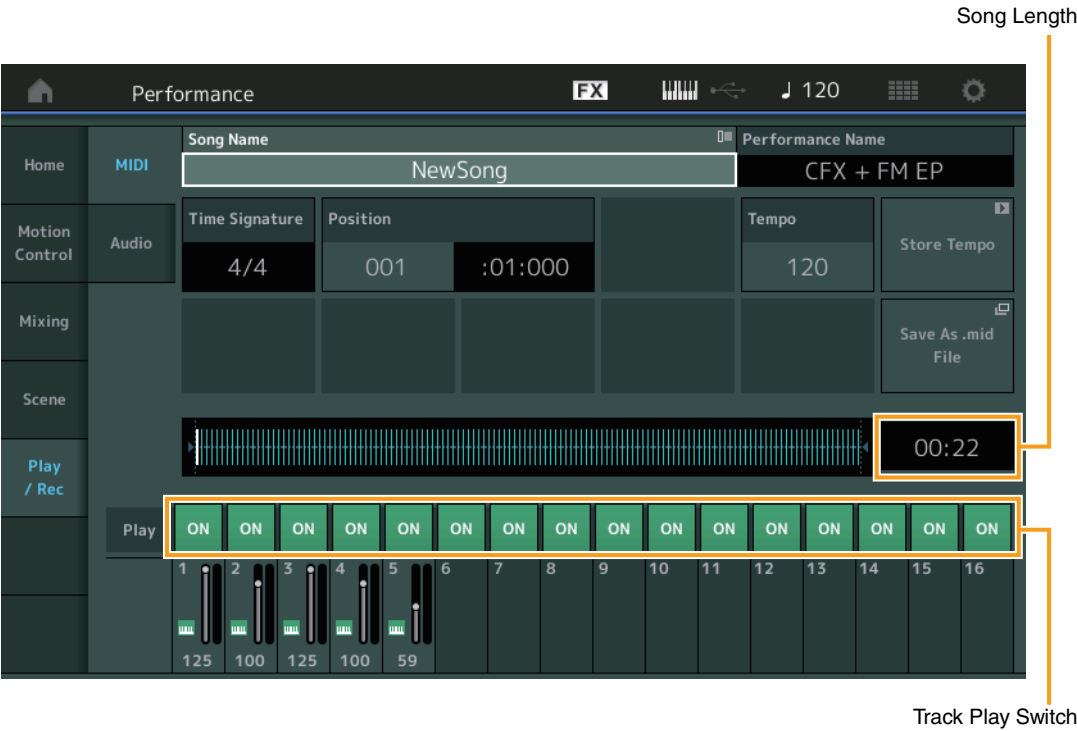 Song Length
Performance FX 120
Home
Motion
Control
Mixing
Scene
Play
/ Rec
MIDI
Audio
Song Name
NewSong
Performance Name
CFX + FM EP
Time Signature
4/4
Position
001 :01:000
Tempo
120
Store Tempo
Save As .mid
File
00:22
Play ON ON ON ON ON ON ON ON ON ON ON ON ON ON ON ON
1 2 3 4 5 6 7 8 9 10 11 12 13 14 15 16
125 100 125 100 59
Track Play Switch